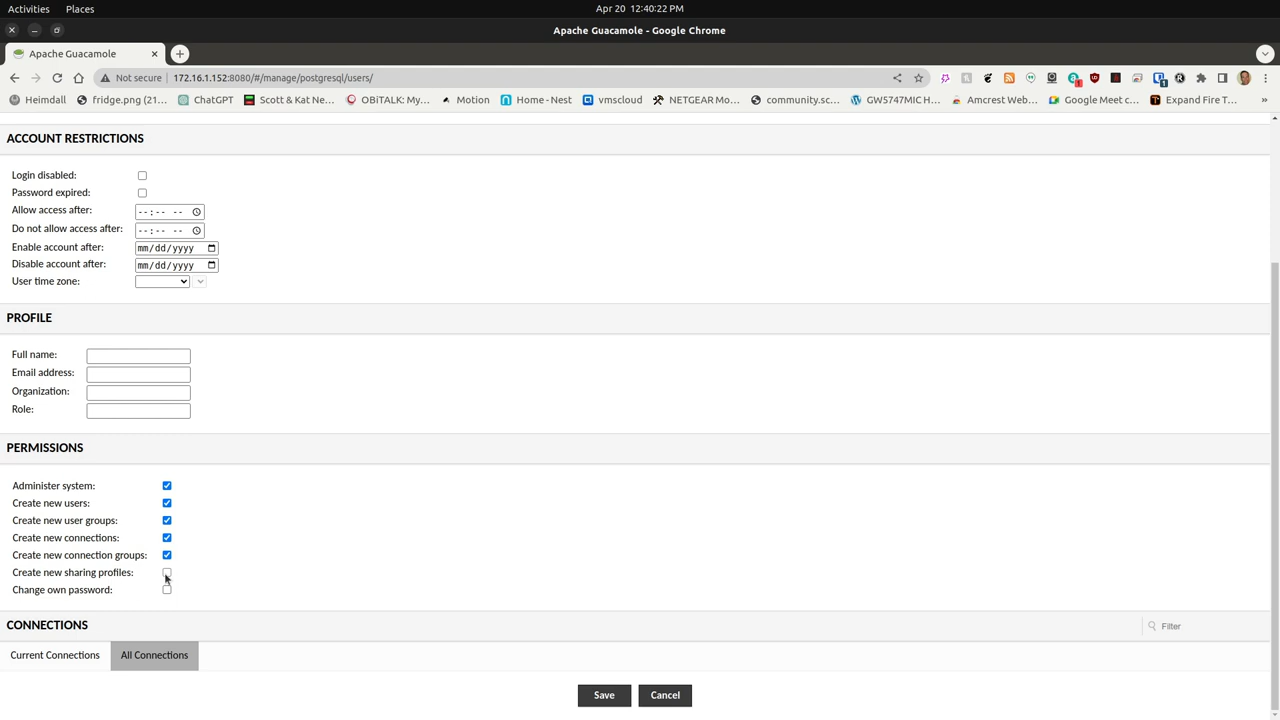 Activities Places Apr 20 12:40:22 PM
Apache Guacamole - Google Chrome
Apache Guacamole
Not secure 172.16.1.152:8080/#/manage/postgresql/users/
Heimdall fridge.png (21... ChatGPT Scott & Kat Ne... OBiTALK: My... Motion Home - Nest vmscloud NETGEAR Mo... community.sc... GW5747MIC H... Amcrest Web... Google Meet c... Expand Fire T... »
ACCOUNT RESTRICTIONS
Login disabled:
Password expired:
Allow access after: --:-- --
Do not allow access after: --:-- --
Enable account after: mm/dd/yyyy
Disable account after: mm/dd/yyyy
User time zone:
PROFILE
Full name:
Email address:
Organization:
Role:
PERMISSIONS
Administer system:
Create new users:
Create new user groups:
Create new connections:
Create new connection groups:
Create new sharing profiles:
Change own password:
CONNECTIONS Filter
Current Connections All Connections
Save Cancel